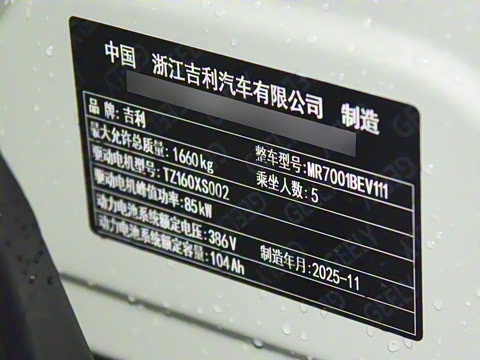 中国 浙江吉利汽车有限公司 制造
品牌:吉利 整车型号:MR7001BEV111
最大允许总质量:1660kg 乘坐人数:5
驱动电机型号:TZ160XS002
驱动电机峰值功率:85kW
动力电池系统额定电压:386V 制造年月:2025-11
动力电池系统额定容量:104Ah